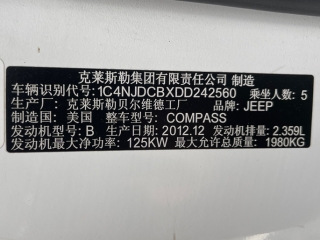 克莱斯勒集团有限责任公司 制造
车辆识别代号:1C4NJDCBXDD242560 乘坐人数: 5
生产厂: 克莱斯勒贝尔维德工厂 品牌: JEEP
制造国: 美国 整车型号: COMPASS
发动机型号: B 2012.12 发动机排量: 2.359L
发动机最大净功率: 125KW 最大允许总质量: 1980KG